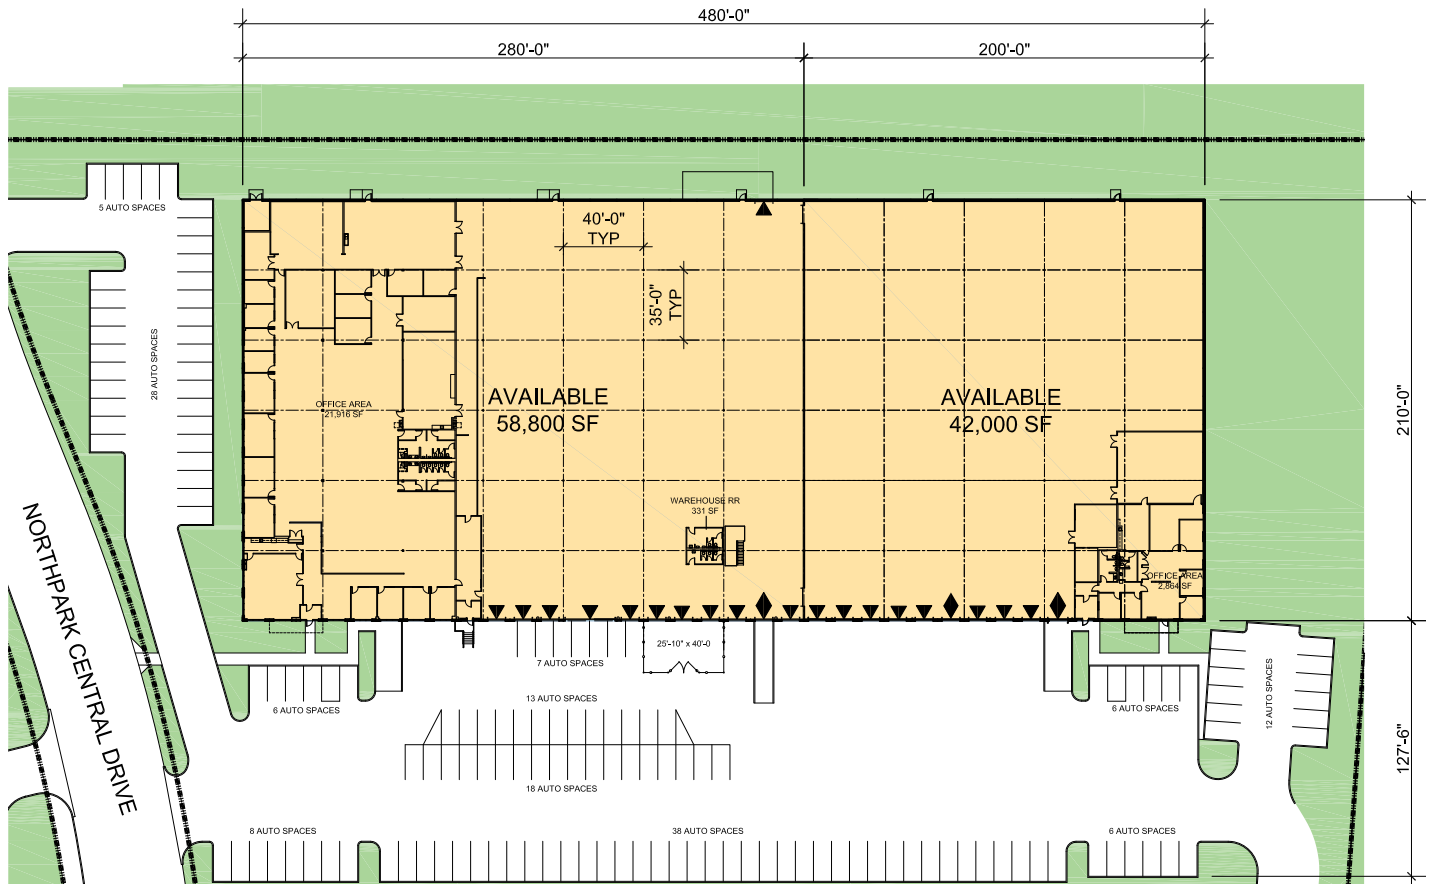 480'-0"
280'-0"
200'-0"
5 AUTO SPACES
40'-0"
TYP
35'-0"
TYP
28 AUTO SPACES
OFFICE AREA
21,916 SF
AVAILABLE
58,800 SF
AVAILABLE
42,000 SF
210'-0"
WAREHOUSE RR
331 SF
OFFICE AREA
2,864 SF
NORTHPARK CENTRAL DRIVE
25'-10" x 40'-0
7 AUTO SPACES
6 AUTO SPACES
13 AUTO SPACES
6 AUTO SPACES
12 AUTO SPACES
127'-6"
18 AUTO SPACES
8 AUTO SPACES
38 AUTO SPACES
6 AUTO SPACES